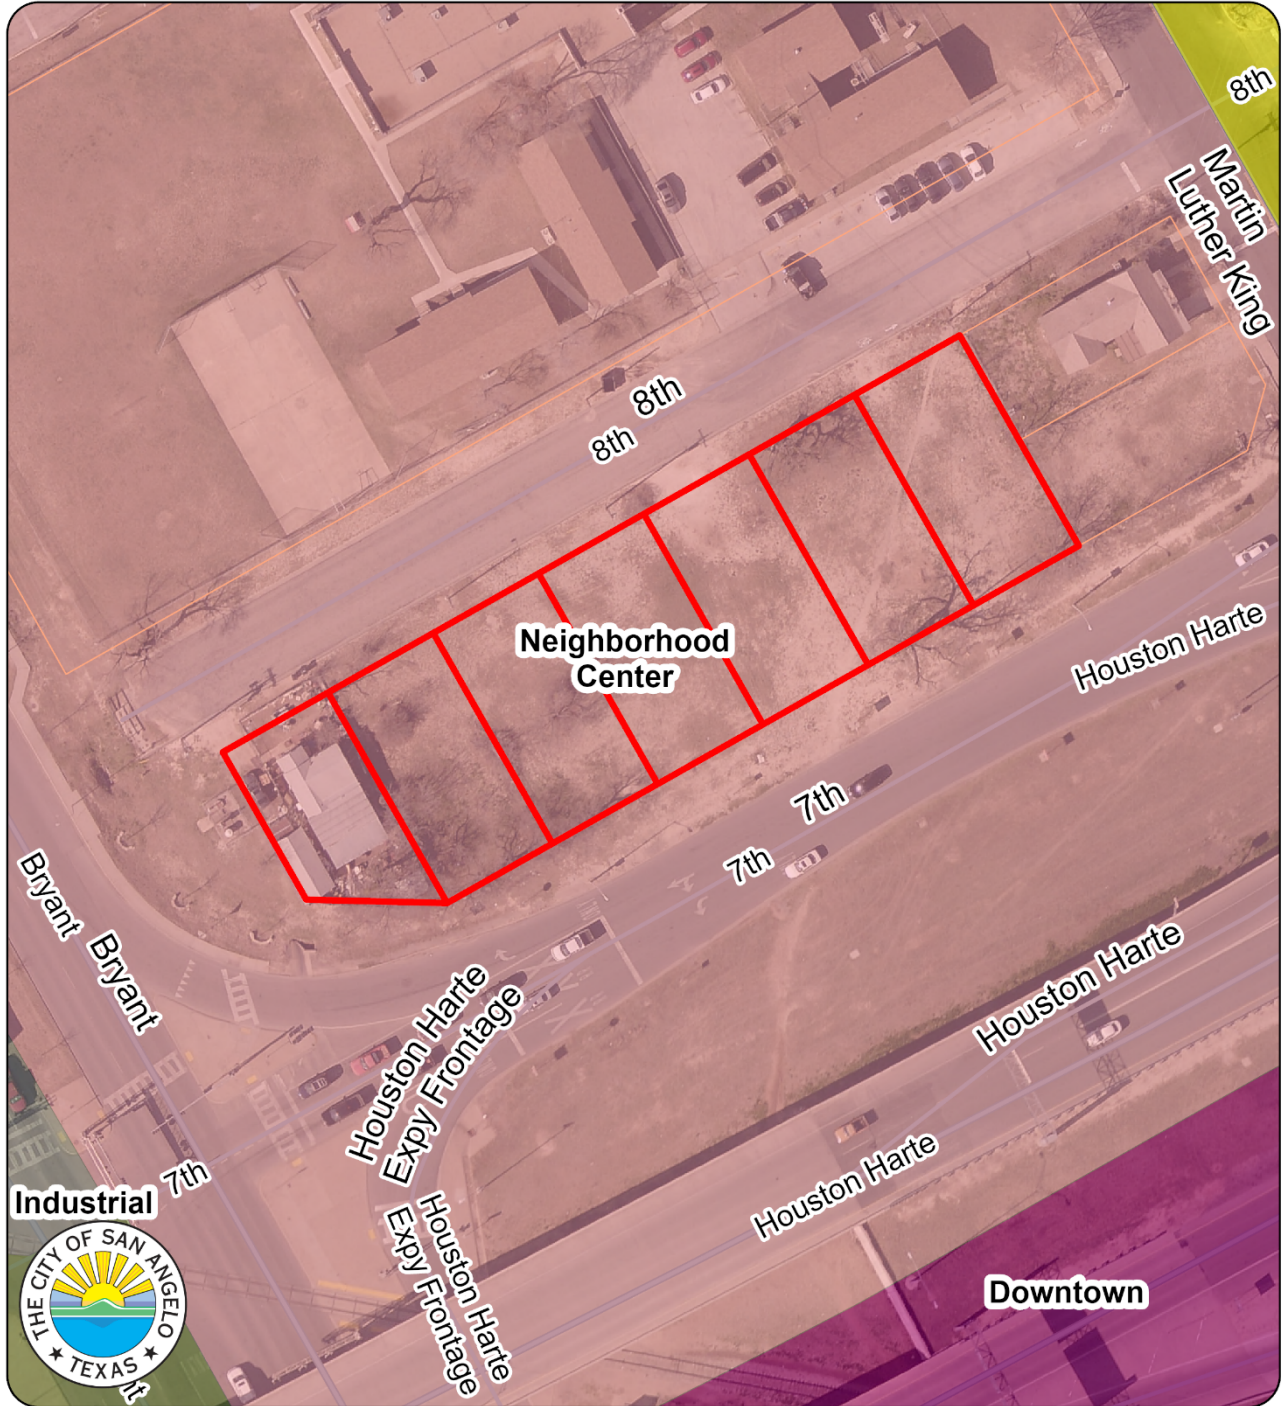 8th
Martin
Luther King
8th
8th
Neighborhood
Center
Houston Harte
7th
7th
Bryant
Bryant
Houston Harte
Houston Harte
Expy Frontage
7th
Industrial
Houston Harte
Houston Harte
Expy Frontage
Downtown
THE CITY OF SAN ANGELO
★ TEXAS ★
nt